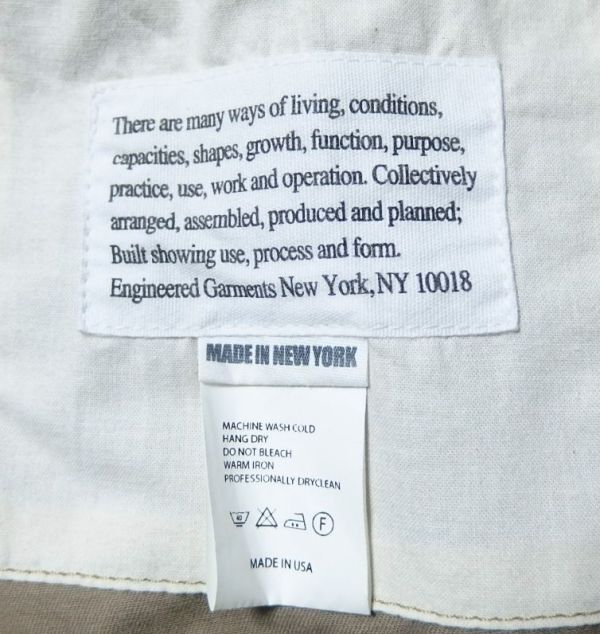 There are many ways of living, conditions,
capacities, shapes, growth, function, purpose,
practice, use, work and operation. Collectively
arranged, assembled, produced and planned;
Built showing use, process and form.
Engineered Garments New York, NY 10018
MADE IN NEW YORK
MACHINE WASH COLD
HANG DRY
DO NOT BLEACH
WARM IRON
PROFESSIONALLY DRYCLEAN
40 F
MADE IN USA